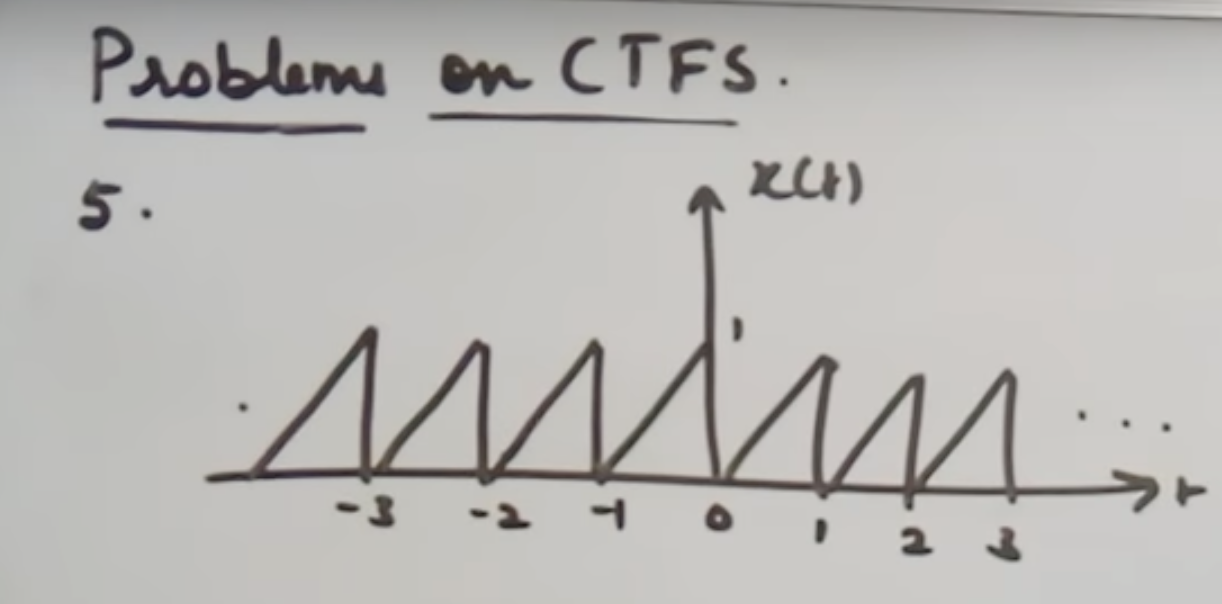 Problems on CTFS.
5.
x(t)
1
-3 -2 -1 0 1 2 3
t